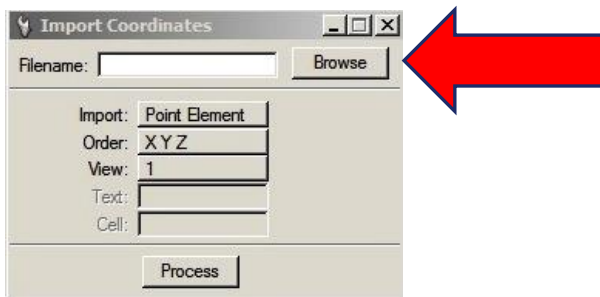 Import Coordinates
Filename: Browse
Import: Point Element
Order: X Y Z
View: 1
Text:
Cell:
Process